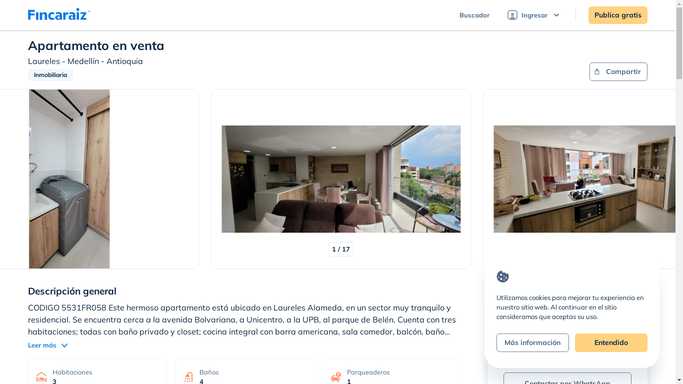 Fincaraiz
Buscador
Ingresar
Publica gratis
Apartamento en venta
Laureles - Medellín - Antioquia
Inmobiliaria
Compartir
1 / 17
Descripción general
CODIGO 5531FR058 Este hermoso apartamento está ubicado en Laureles Alameda, en un sector muy tranquilo y
residencial. Se encuentra cerca a la avenida Bolivariana, a Unicentro, a la UPB, al parque de Belén. Cuenta con tres
habitaciones; todas con baño privado y closet; cocina integral con barra americana, sala comedor, balcón, baño...
Leer más
Habitaciones
3
Baños
4
Parqueaderos
1
Utilizamos cookies para mejorar tu experiencia en
nuestro sitio web. Al continuar en el sitio
consideramos que aceptas su uso.
Más información
Entendido
Contactar por WhatsApp